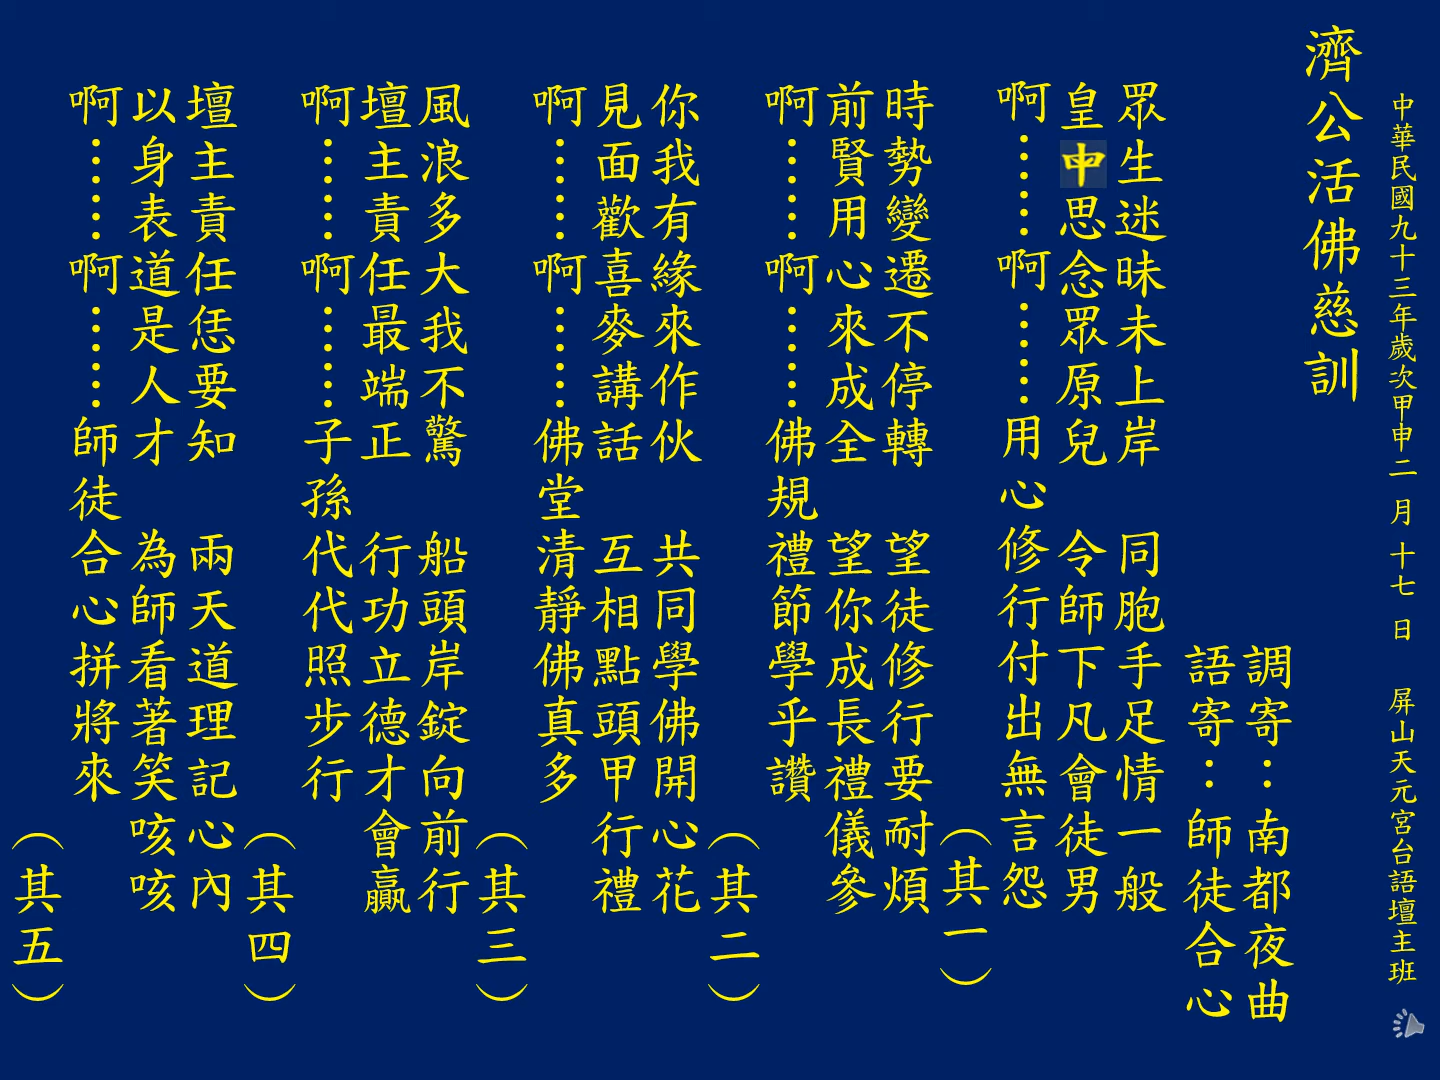 中華民國九十三年歲次甲申二月十七日　屏山天元宮台語壇主班
濟公活佛慈訓
調寄：南都夜曲
語寄：師徒合心
眾生迷昧未上岸　同胞手足情一般
皇中思念眾原兒　令師下凡會徒男
啊⋯⋯啊⋯⋯用心修行付出無言怨
（其一）
時勢變遷不停轉　望徒修行要耐煩
前賢用心來成全　望你成長禮儀參
啊⋯⋯啊⋯⋯佛規禮節學乎讚
（其二）
你我有緣來作伙　共同學佛開心花
見面歡喜麥講話　互相點頭甲行禮
啊⋯⋯啊⋯⋯佛堂清靜佛真多
（其三）
風浪多大我不驚　船頭岸錠向前行
壇主責任最端正　行功立德才會贏
啊⋯⋯啊⋯⋯子孫代代照步行
（其四）
壇主責任恁要知　兩天道理記心內
以身表道是人才　為師看著笑咳咳
啊⋯⋯啊⋯⋯師徒合心拼將來
（其五）